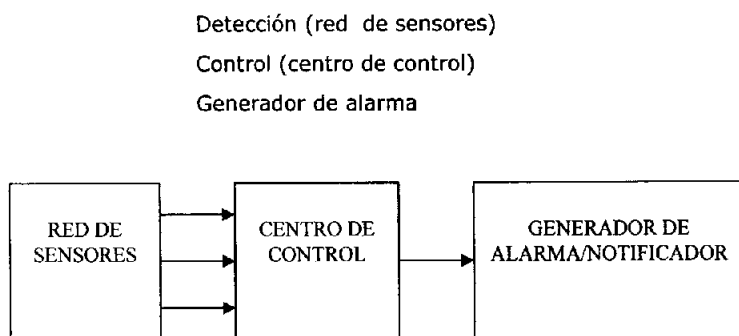 Detección (red de sensores)
Control (centro de control)
Generador de alarma
RED DE
SENSORES
CENTRO DE
CONTROL
GENERADOR DE
ALARMA/NOTIFICADOR